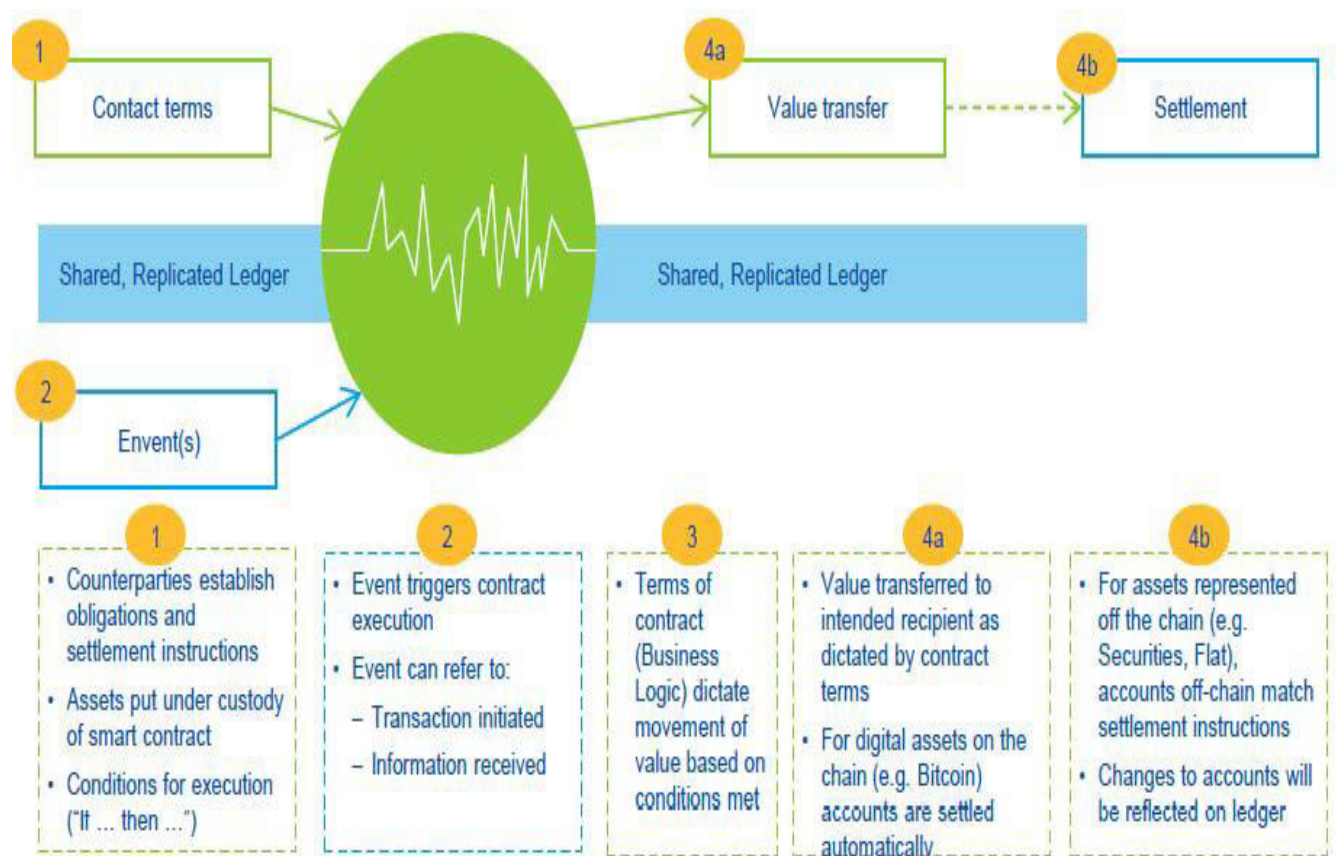 1
Contact terms
4a
Value transfer
4b
Settlement
Shared, Replicated Ledger
Shared, Replicated Ledger
2
Envent(s)
1
• Counterparties establish
obligations and
settlement instructions
• Assets put under custody
of smart contract
• Conditions for execution
("It ... then ...")
2
• Event triggers contract
execution
• Event can refer to:
– Transaction initiated
– Information received
3
• Terms of
contract
(Business
Logic) dictate
movement of
value based on
conditions met
4a
• Value transferred to
intended recipient as
dictated by contract
terms
• For digital assets on the
chain (e.g. Bitcoin)
accounts are settled
automatically
4b
• For assets represented
off the chain (e.g.
Securities, Flat),
accounts off-chain match
settlement instructions
• Changes to accounts will
be reflected on ledger